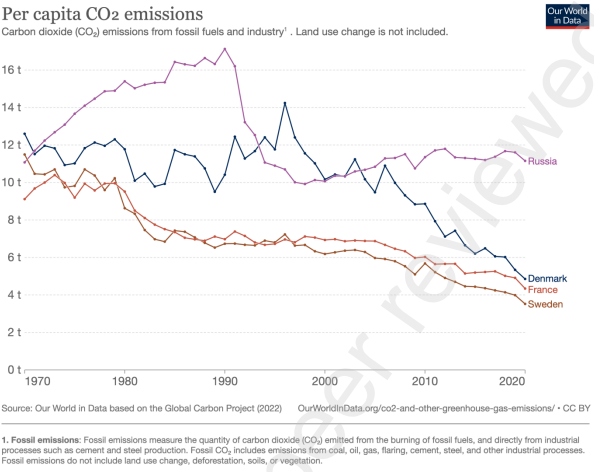 Per capita CO2 emissions
Carbon dioxide (CO₂) emissions from fossil fuels and industry¹ . Land use change is not included.
Our World
in Data
16 t
14 t
12 t
10 t
8 t
6 t
4 t
2 t
0 t
1970
1980
1990
2000
2010
2020
Russia
Denmark
France
Sweden
peer reviewed
Source: Our World in Data based on the Global Carbon Project (2022)
OurWorldInData.org/co2-and-other-greenhouse-gas-emissions/ • CC BY
1. Fossil emissions: Fossil emissions measure the quantity of carbon dioxide (CO₂) emitted from the burning of fossil fuels, and directly from industrial
processes such as cement and steel production. Fossil CO₂ includes emissions from coal, oil, gas, flaring, cement, steel, and other industrial processes.
Fossil emissions do not include land use change, deforestation, soils, or vegetation.